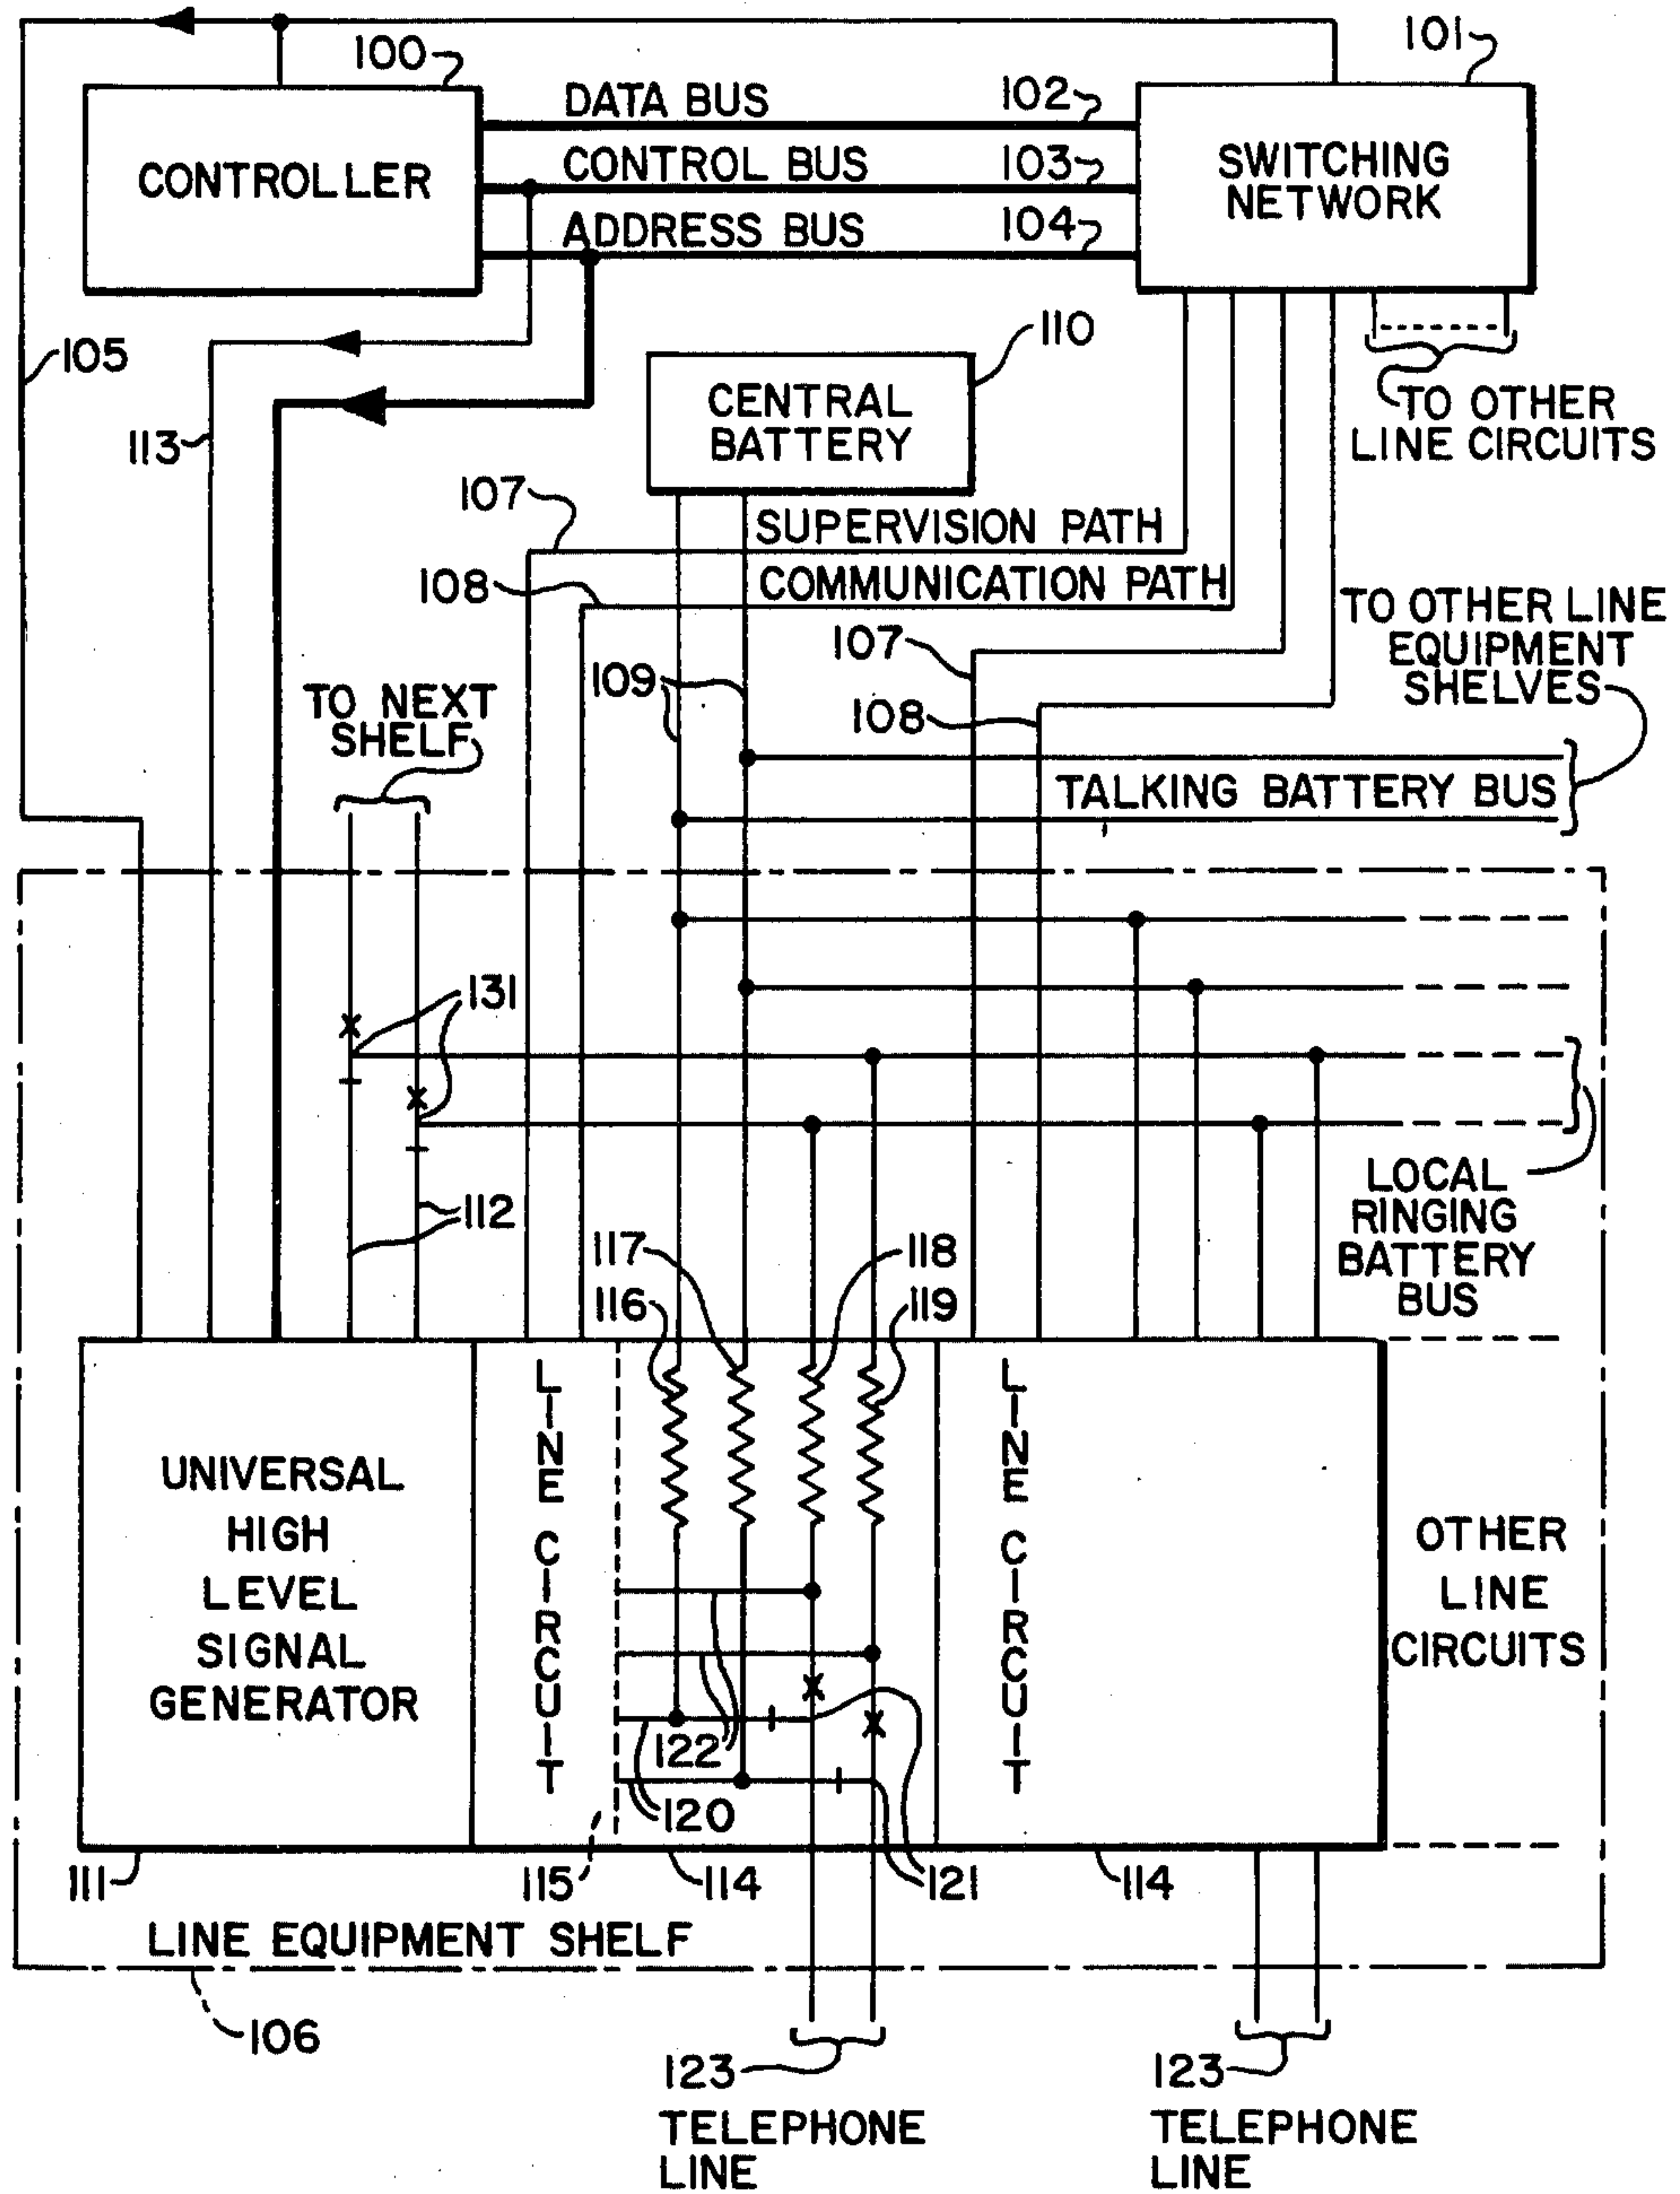 100
101
DATA BUS
102
CONTROLLER
CONTROL BUS
103
SWITCHING
NETWORK
ADDRESS BUS
104
105
110
113
CENTRAL
BATTERY
TO OTHER
LINE CIRCUITS
107
SUPERVISION PATH
108
COMMUNICATION PATH
TO OTHER LINE
EQUIPMENT
SHELVES
107
109
108
TO NEXT
SHELF
TALKING BATTERY BUS
131
112
LOCAL
RINGING
BATTERY
BUS
117
118
116
119
UNIVERSAL
HIGH
LEVEL
SIGNAL
GENERATOR
LINE CIRCUIT
LINE CIRCUIT
OTHER
LINE
CIRCUITS
122
120
111
115
114
121
114
LINE EQUIPMENT SHELF
106
123
TELEPHONE
LINE
123
TELEPHONE
LINE